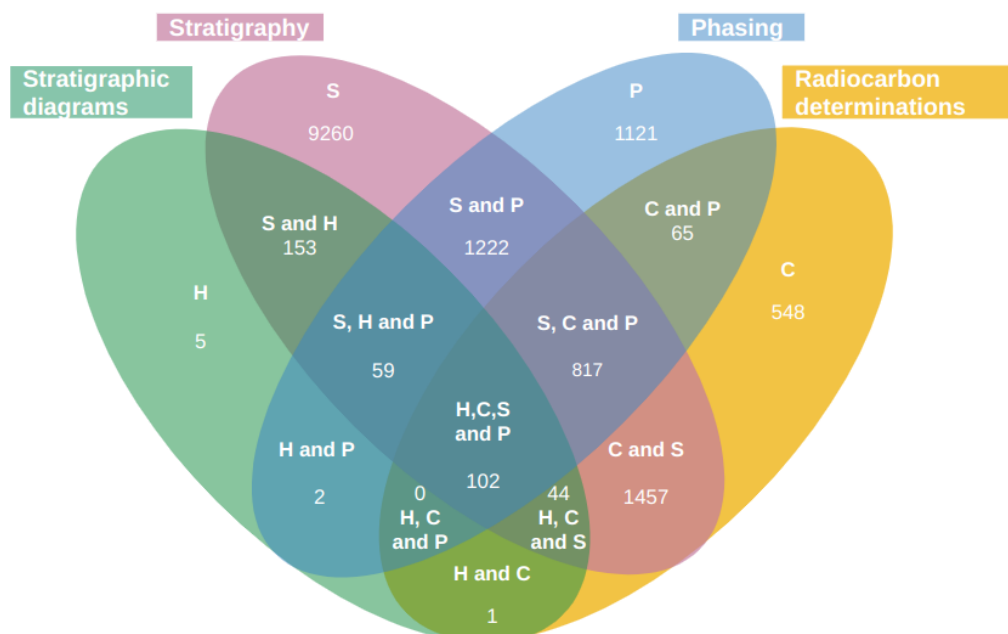 Stratigraphy
Phasing
Stratigraphic
diagrams
Radiocarbon
determinations
S
9260
P
1121
S and P
1222
S and H
153
C and P
65
C
548
H
5
S, H and P
59
S, C and P
817
H,C,S
and P
102
H and P
2
C and S
1457
0
H, C
and P
44
H, C
and S
H and C
1